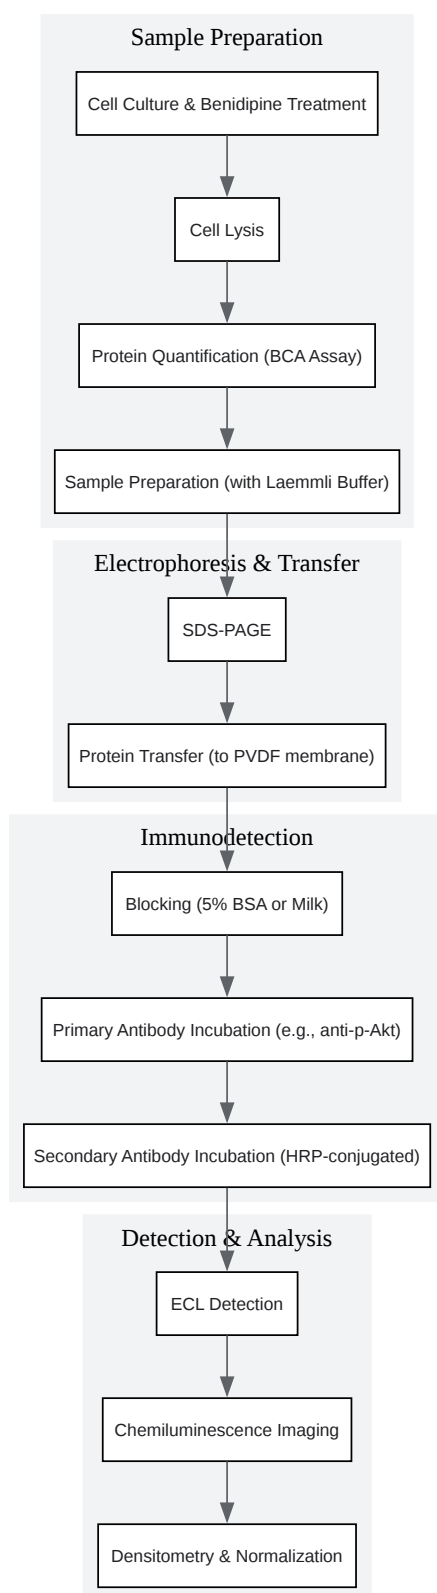 Sample Preparation
Cell Culture & Benidipine Treatment
Cell Lysis
Protein Quantification (BCA Assay)
Sample Preparation (with Laemmli Buffer)
Electrophoresis & Transfer
SDS-PAGE
Protein Transfer (to PVDF membrane)
Immunodetection
Blocking (5% BSA or Milk)
Primary Antibody Incubation (e.g., anti-p-Akt)
Secondary Antibody Incubation (HRP-conjugated)
Detection & Analysis
ECL Detection
Chemiluminescence Imaging
Densitometry & Normalization